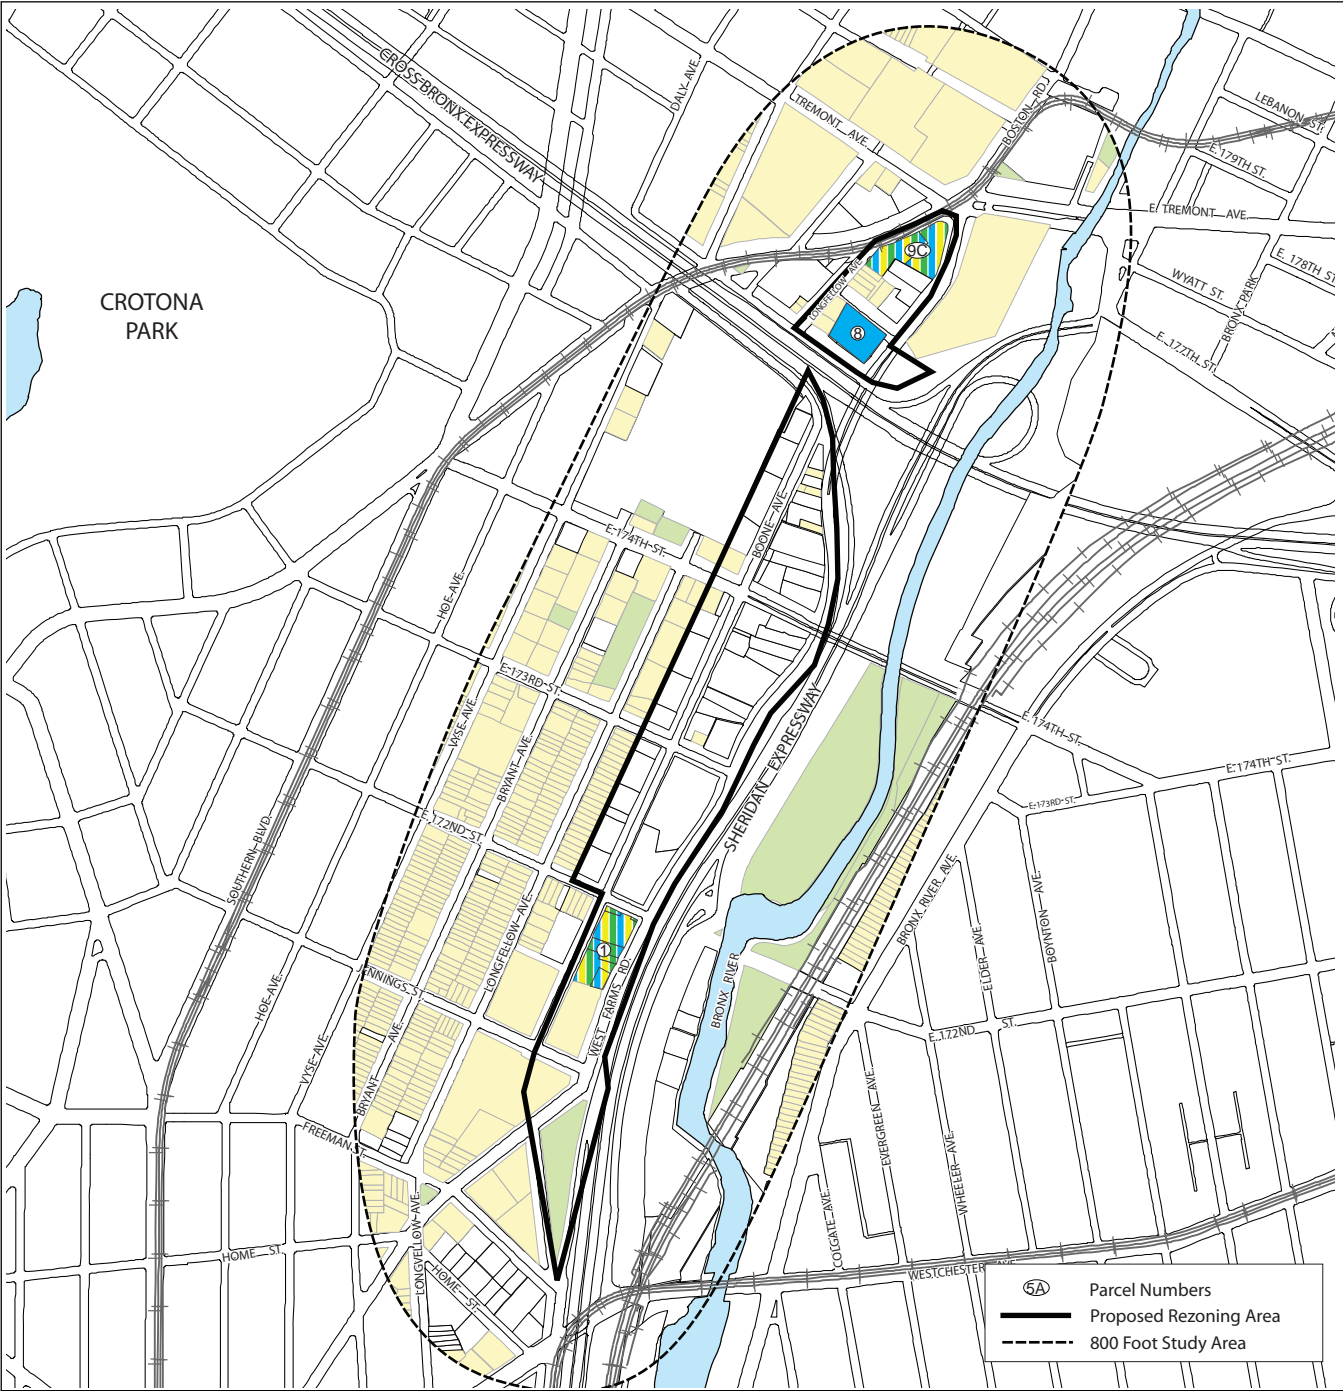 CROSS-BRONX EXPRESSWAY
DALY AVE.
TREMONT AVE.
BOSTON RD.
LEBANON ST.
E. 179TH ST.
E. TREMONT AVE.
E. 178TH ST.
WYATT ST.
BRONX PARK
E. 177TH ST.
9C
LONGFELLOW AVE.
8
CROTONA
PARK
BOONE AVE.
E. 174TH ST.
HOE AVE.
E. 173RD ST.
VYSE AVE.
BRYANT AVE.
SHERIDAN EXPRESSWAY
E. 174TH ST.
E. 174TH ST.
E. 173RD ST.
E. 172ND ST.
SOUTHERN BLVD.
BRONX RIVER AVE.
BOYNTON AVE.
ELDER AVE.
LONGFELLOW AVE.
1
WEST FARMS RD.
BRONX RIVER
JENNINGS ST.
HOE AVE.
VYSE AVE.
BRYANT AVE.
E. 172ND ST.
FREEMAN ST.
EVERGREEN AVE.
WHEELER AVE.
COLGATE AVE.
LONGVELLOW AVE.
HOME ST.
HOME ST.
WESTCHESTER AVE.
5A Parcel Numbers
Proposed Rezoning Area
800 Foot Study Area